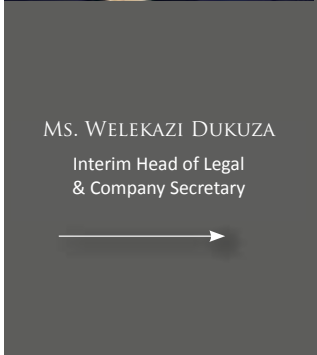 Ms. Welekazi Dukuza
Interim Head of Legal
& Company Secretary